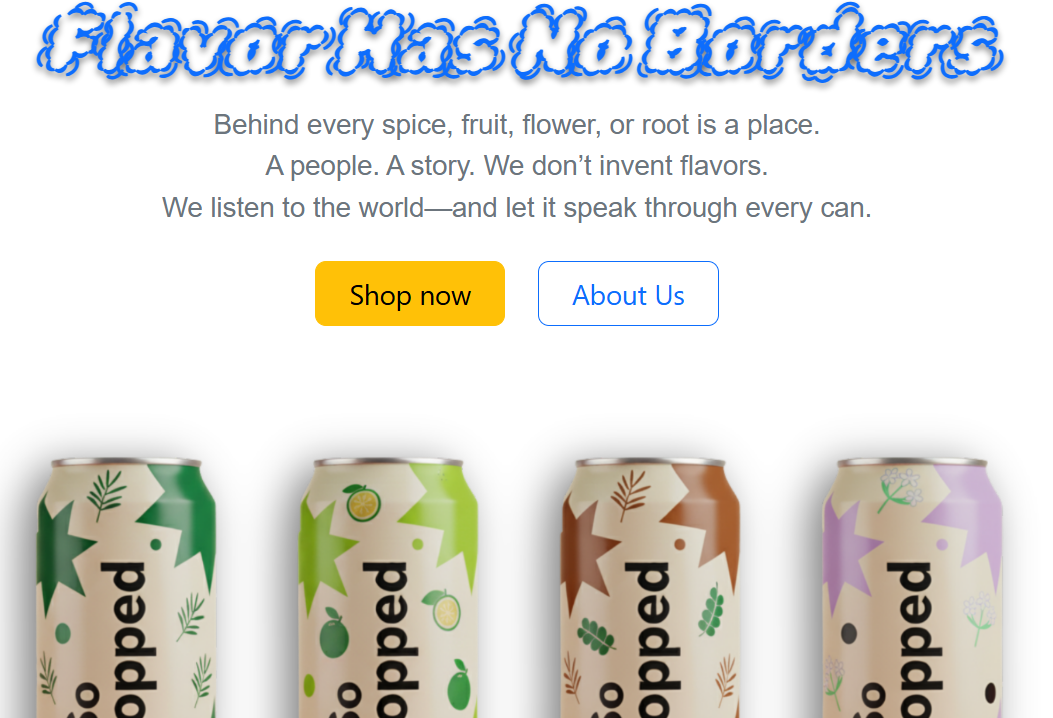 Flavor Has No Borders
Behind every spice, fruit, flower, or root is a place.
A people. A story. We don’t invent flavors.
We listen to the world—and let it speak through every can.
Shop now
About Us
So
opped
So
opped
So
opped
So
opped